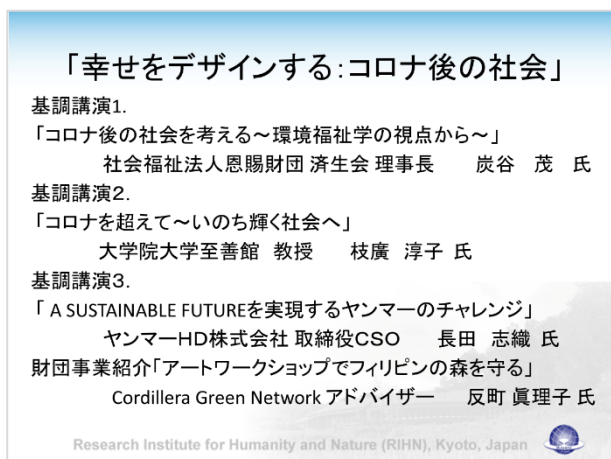 「幸せをデザインする:コロナ後の社会」
基調講演1.
「コロナ後の社会を考える～環境福祉学の視点から～」
社会福祉法人恩賜財団 済生会 理事長　炭谷　茂　氏
基調講演２.
「コロナを超えて～いのち輝く社会へ」
大学院大学至善館 教授　枝廣 淳子 氏
基調講演３.
「 A SUSTAINABLE FUTUREを実現するヤンマーのチャレンジ」
ヤンマーHD株式会社 取締役CSO　長田 志織 氏
財団事業紹介「アートワークショップでフィリピンの森を守る」
Cordillera Green Network アドバイザー　反町 眞理子 氏
Research Institute for Humanity and Nature (RIHN), Kyoto, Japan